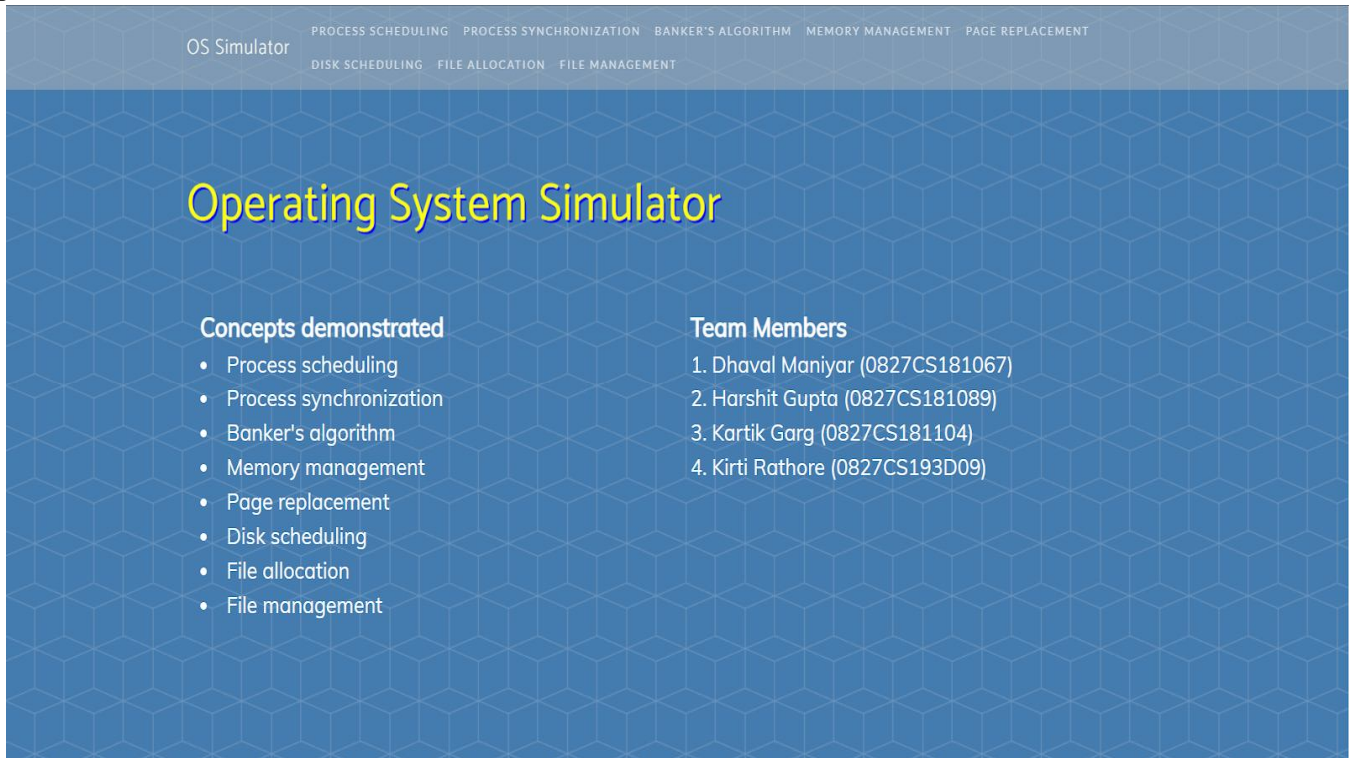 OS Simulator
PROCESS SCHEDULING PROCESS SYNCHRONIZATION BANKER'S ALGORITHM MEMORY MANAGEMENT PAGE REPLACEMENT
DISK SCHEDULING FILE ALLOCATION FILE MANAGEMENT
Operating System Simulator
Concepts demonstrated
• Process scheduling
• Process synchronization
• Banker's algorithm
• Memory management
• Page replacement
• Disk scheduling
• File allocation
• File management
Team Members
1. Dhaval Maniyar (0827CS181067)
2. Harshit Gupta (0827CS181089)
3. Kartik Garg (0827CS181104)
4. Kirti Rathore (0827CS193D09)